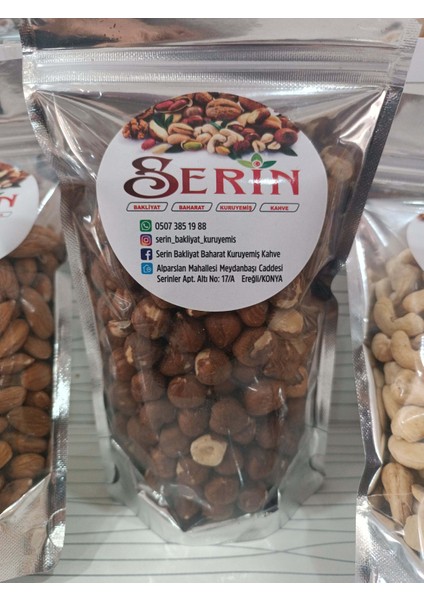 SERİN
BAKLİYAT BAHARAT KURUYEMİŞ KAHVE
0507 385 19 88
serin_bakliyat_kuruyemis
Serin Bakliyat Baharat Kuruyemiş Kahve
Alparslan Mahallesi Meydanbaşı Caddesi
Serinler Apt. Altı No: 17/A Ereğli/KONYA